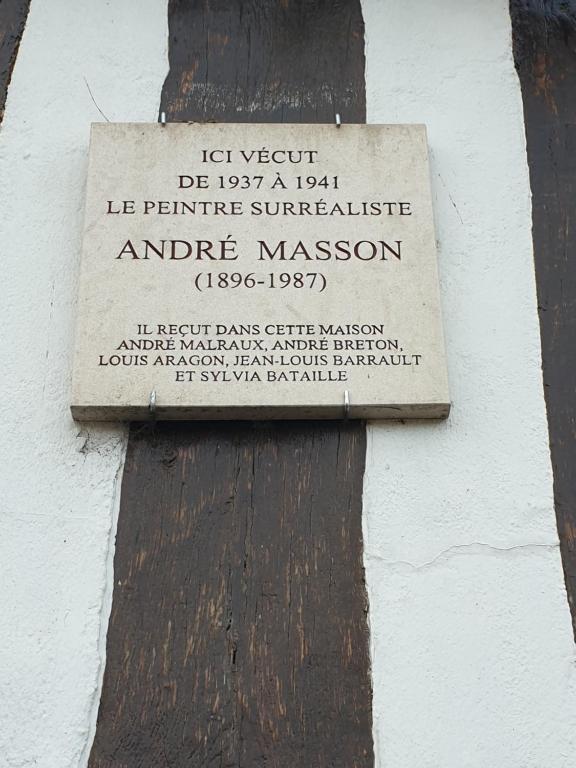 ICI VÉCUT
DE 1937 À 1941
LE PEINTRE SURRÉALISTE
ANDRÉ MASSON
(1896-1987)
IL REÇUT DANS CETTE MAISON
ANDRÉ MALRAUX, ANDRÉ BRETON,
LOUIS ARAGON, JEAN-LOUIS BARRAULT
ET SYLVIA BATAILLE